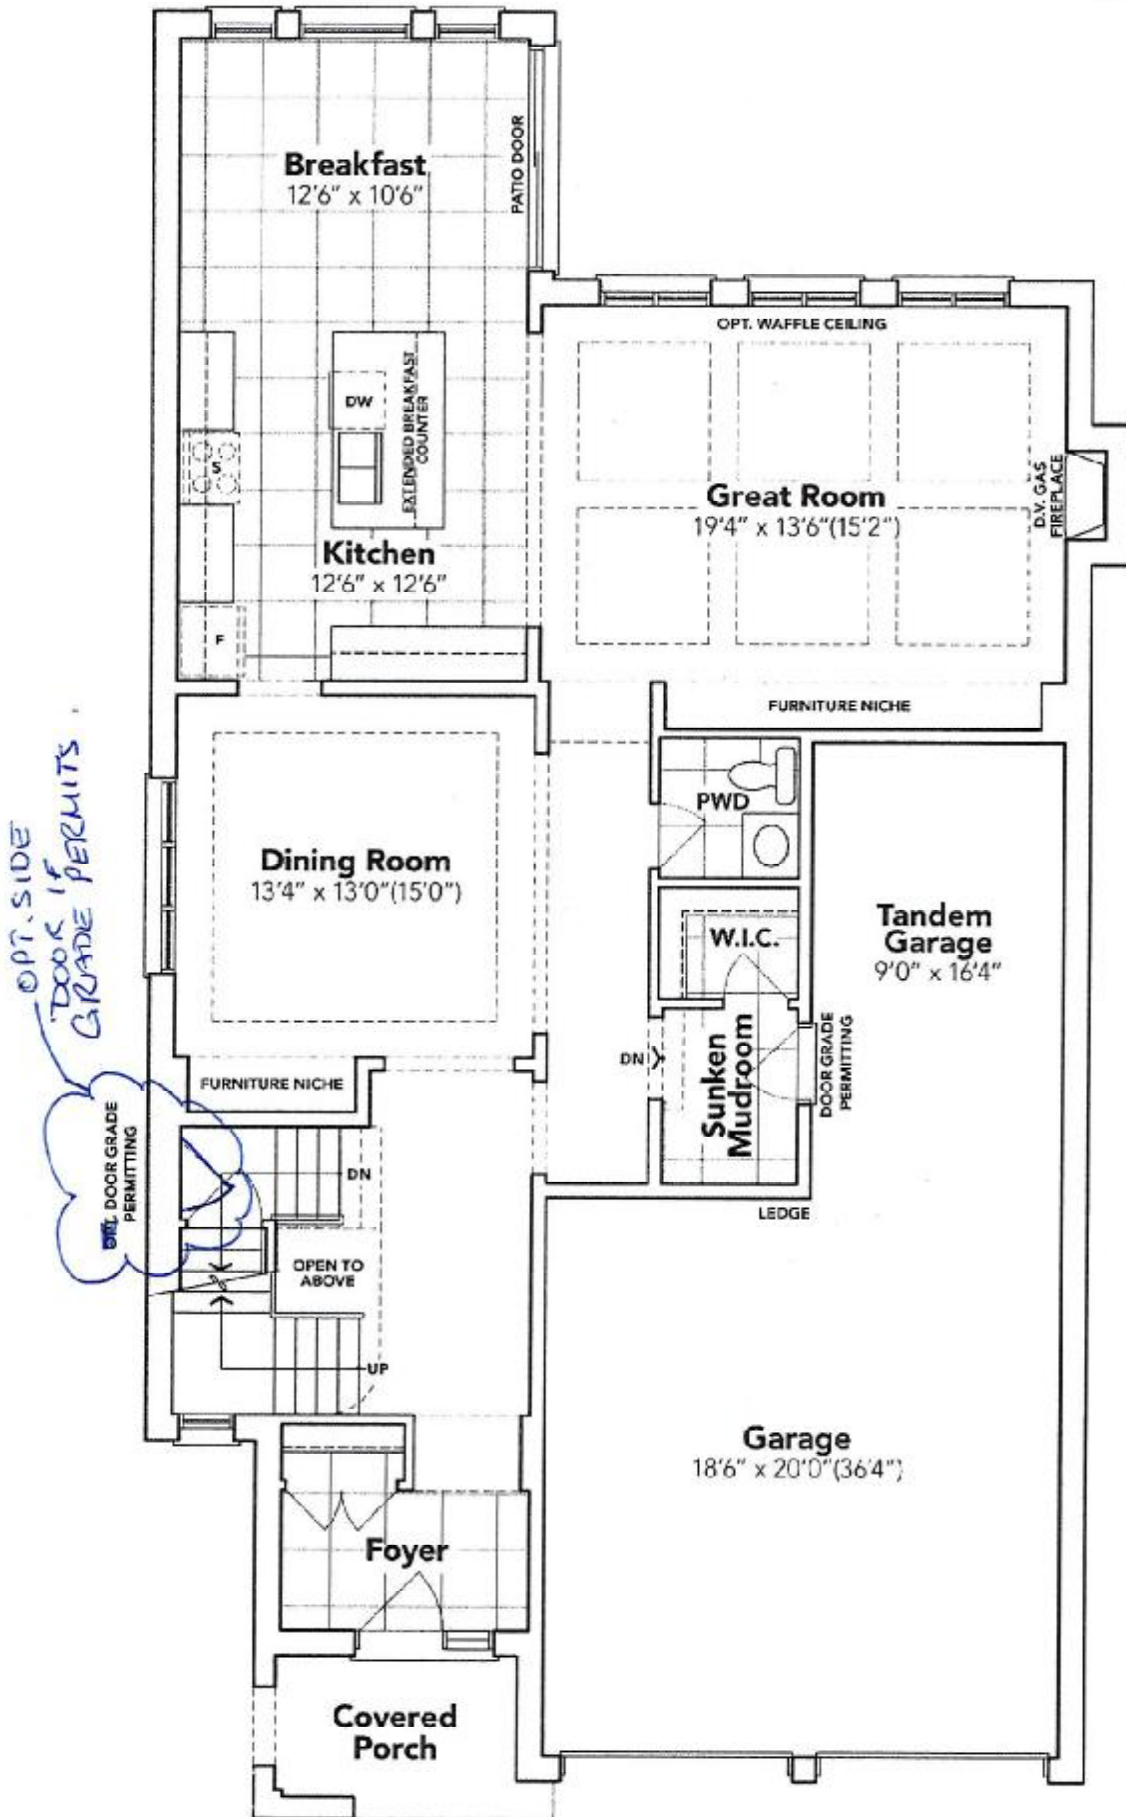 Breakfast
12'6" x 10'6"
PATIO DOOR
OPT. WAFFLE CEILING
DW
EXTENDED BREAKFAST
COUNTER
S
Great Room
19'4" x 13'6"(15'2")
D.V. GAS
FIREPLACE
Kitchen
12'6" x 12'6"
F
FURNITURE NICHE
PWD
OPT. SIDE
DOOR IF
GRADE PERMITS.
Dining Room
13'4" x 13'0"(15'0")
W.I.C.
Tandem
Garage
9'0" x 16'4"
DN
Sunken
Mudroom
DOOR GRADE
PERMITTING
FURNITURE NICHE
DOOR GRADE
PERMITTING
DN
LEDGE
OPEN TO
ABOVE
UP
Garage
18'6" x 20'0"(36'4")
Foyer
Covered
Porch